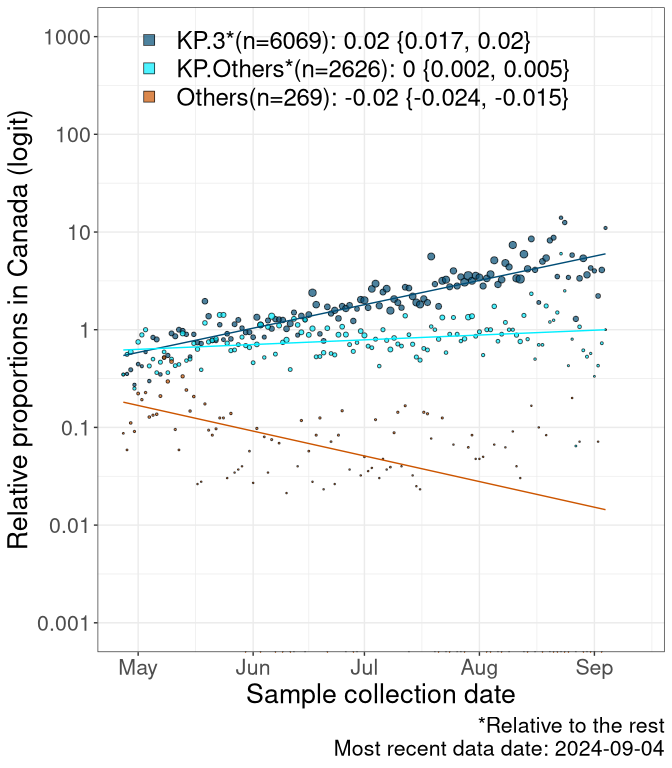 KP.3*(n=6069): 0.02 {0.017, 0.02}
KP.Others*(n=2626): 0 {0.002, 0.005}
Others(n=269): -0.02 {-0.024, -0.015}
Relative proportions in Canada (logit)
1000
100
10
1
0.1
0.01
0.001
May Jun Jul Aug Sep
Sample collection date
*Relative to the rest
Most recent data date: 2024-09-04